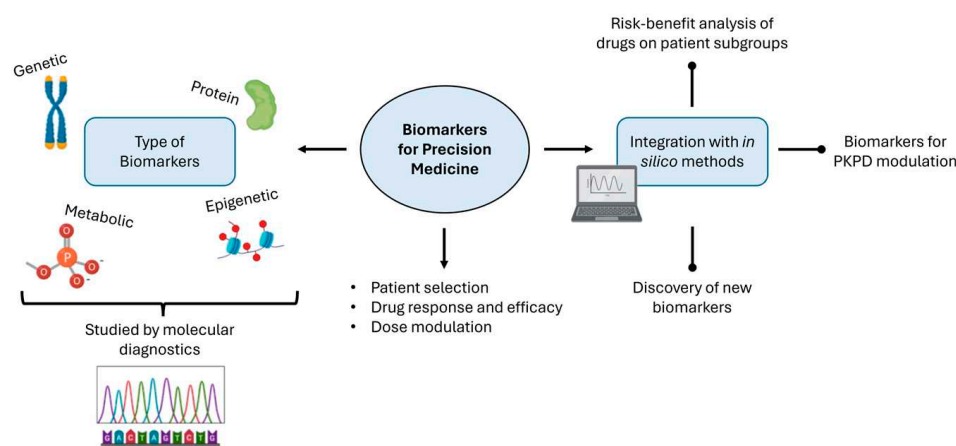 Genetic
Protein
Type of
Biomarkers
Metabolic
Epigenetic
O
O
P
O
-
O
-
Studied by molecular
diagnostics
G A C T A G T C T G
Biomarkers
for Precision
Medicine
• Patient selection
• Drug response and efficacy
• Dose modulation
Risk-benefit analysis of
drugs on patient subgroups
Integration with in
silico methods
Biomarkers for
PKPD modulation
Discovery of new
biomarkers